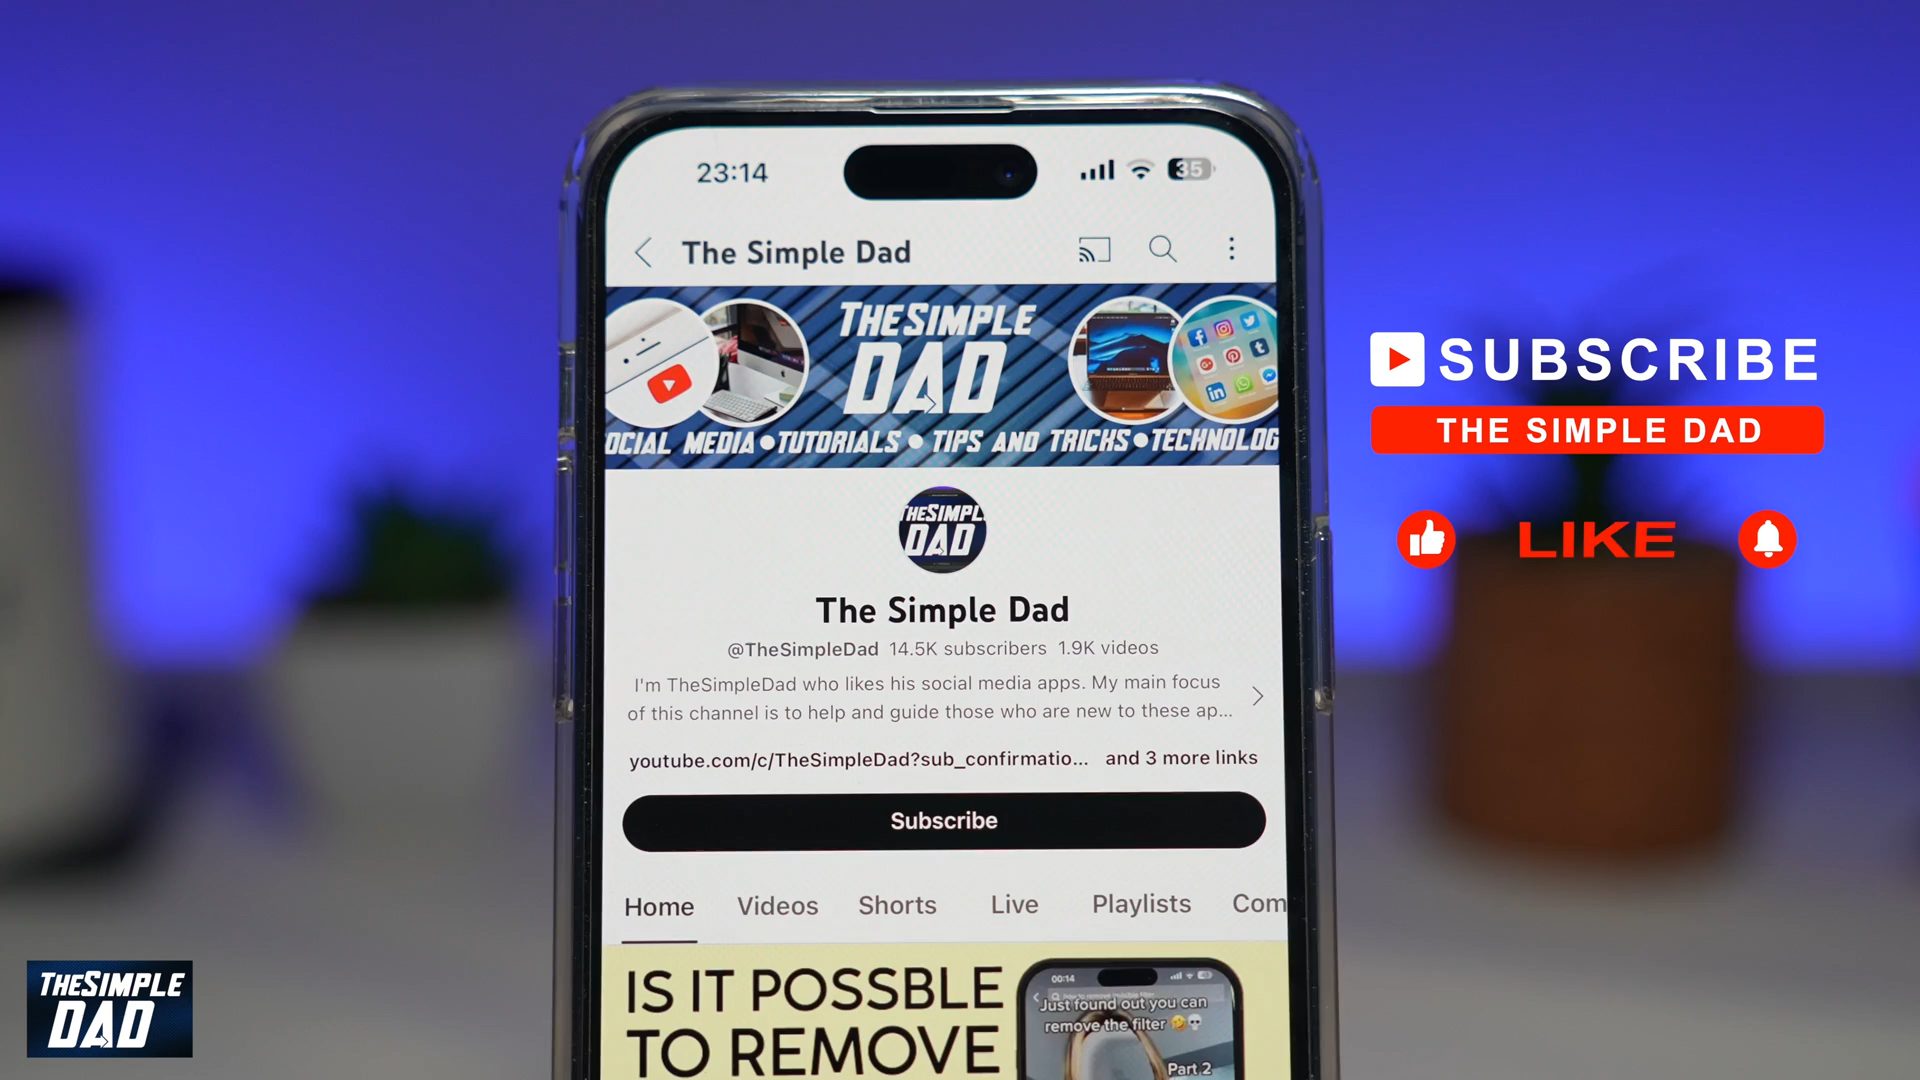 23:14
35
The Simple Dad
THESIMPLE
DAD
OCIAL MEDIA•TUTORIALS • TIPS AND TRICKS•TECHNOLOG
THESIMPL
DAD
The Simple Dad
@TheSimpleDad 14.5K subscribers 1.9K videos
I'm TheSimpleDad who likes his social media apps. My main focus
of this channel is to help and guide those who are new to these ap...
youtube.com/c/TheSimpleDad?sub_confirmatio... and 3 more links
Subscribe
Home Videos Shorts Live Playlists Com
IS IT POSSBLE
TO REMOVE
00:14
Just found out you can
remove the filter 🤣💀
Part 2
SUBSCRIBE
THE SIMPLE DAD
LIKE
THESIMPLE
DAD